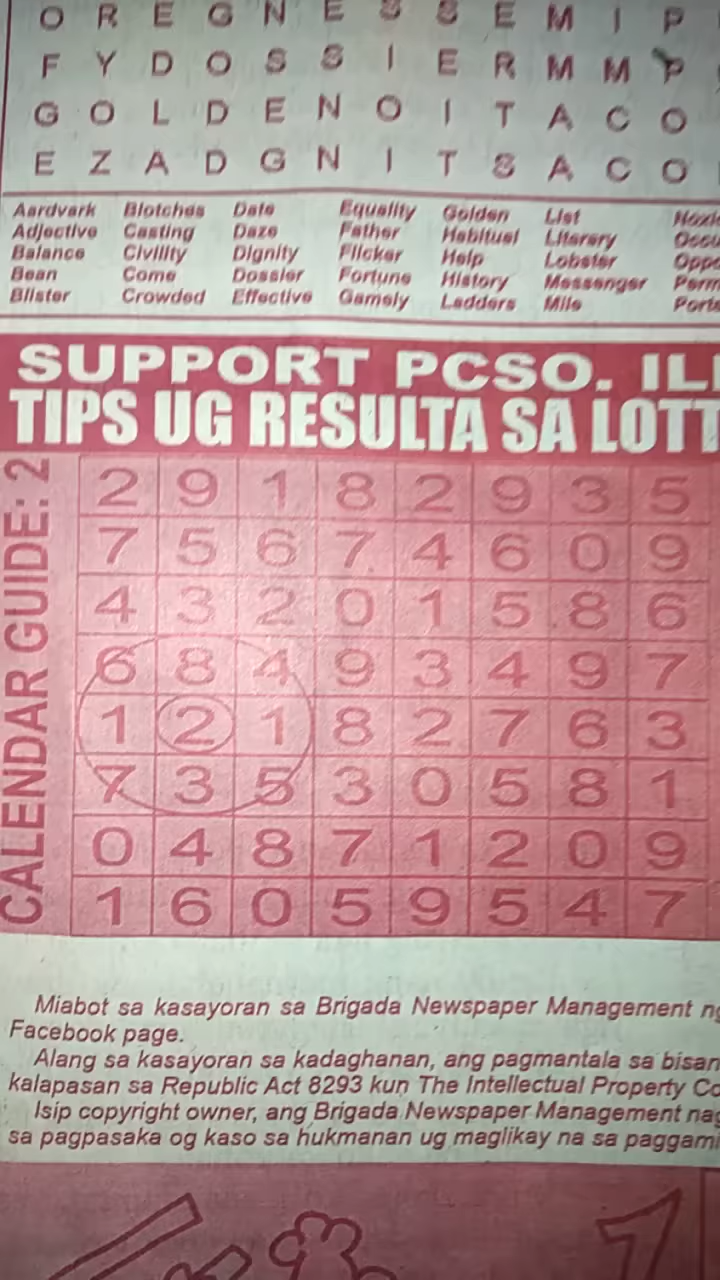 O R E G N E S S E M I P
F Y D O S S I E R M M P
G O L D E N O I T A C O
E Z A D G N I T S A C O
Aardvark Blotches Date Equality Golden List
Adjective Casting Daze Father Habitual Literary
Balance Civility Dignity Flicker Help Lobster
Bean Come Dossier Fortune History Messenger
Blister Crowded Effective Gamely Ladders Mile
SUPPORT PCSO.
TIPS UG RESULTA SA LOTT
CALENDAR GUIDE: 2
2 9 1 8 2 9 3 5
7 5 6 7 4 6 0 9
4 3 2 0 1 5 8 6
6 8 4 9 3 4 9 7
1 2 1 8 2 7 6 3
7 3 5 3 0 5 8 1
0 4 8 7 1 2 0 9
1 6 0 5 9 5 4 7
Miabot sa kasayoran sa Brigada Newspaper Management
Facebook page.
Alang sa kasayoran sa kadaghanan, ang pagmantala sa bisan
kalapasan sa Republic Act 8293 kun The Intellectual Property
Isip copyright owner, ang Brigada Newspaper Management
sa pagpasaka og kaso sa hukmanan ug maglikay na sa